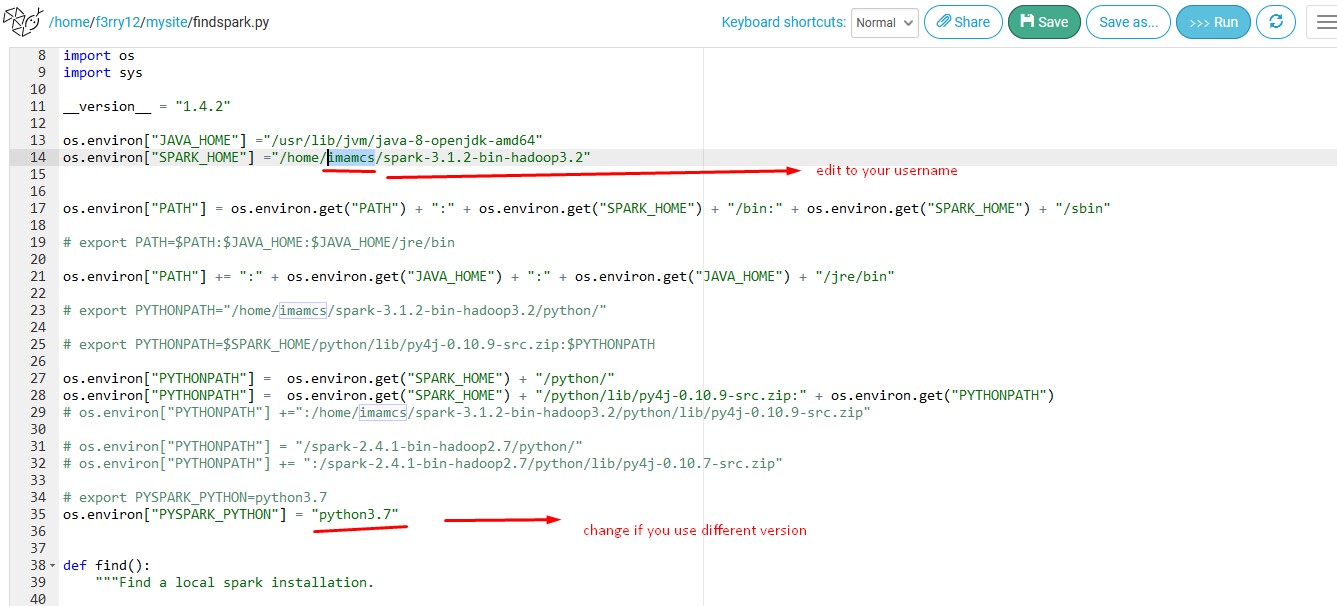 /home/f3rry12/mysite/findspark.py Keyboard shortcuts: Normal Share Save Save as... >>> Run
8 import os
9 import sys
10
11 __version__ = "1.4.2"
12
13 os.environ["JAVA_HOME"] ="/usr/lib/jvm/java-8-openjdk-amd64"
14 os.environ["SPARK_HOME"] ="/home/imamcs/spark-3.1.2-bin-hadoop3.2"
15 edit to your username
16
17 os.environ["PATH"] = os.environ.get("PATH") + ":" + os.environ.get("SPARK_HOME") + "/bin:" + os.environ.get("SPARK_HOME") + "/sbin"
18
19 # export PATH=$PATH:$JAVA_HOME:$JAVA_HOME/jre/bin
20
21 os.environ["PATH"] += ":" + os.environ.get("JAVA_HOME") + ":" + os.environ.get("JAVA_HOME") + "/jre/bin"
22
23 # export PYTHONPATH="/home/imamcs/spark-3.1.2-bin-hadoop3.2/python/"
24
25 # export PYTHONPATH=$SPARK_HOME/python/lib/py4j-0.10.9-src.zip:$PYTHONPATH
26
27 os.environ["PYTHONPATH"] =  os.environ.get("SPARK_HOME") + "/python/"
28 os.environ["PYTHONPATH"] =  os.environ.get("SPARK_HOME") + "/python/lib/py4j-0.10.9-src.zip:" + os.environ.get("PYTHONPATH")
29 # os.environ["PYTHONPATH"] +=":/home/imamcs/spark-3.1.2-bin-hadoop3.2/python/lib/py4j-0.10.9-src.zip"
30
31 # os.environ["PYTHONPATH"] = "/spark-2.4.1-bin-hadoop2.7/python/"
32 # os.environ["PYTHONPATH"] += ":/spark-2.4.1-bin-hadoop2.7/python/lib/py4j-0.10.7-src.zip"
33
34 # export PYSPARK_PYTHON=python3.7
35 os.environ["PYSPARK_PYTHON"] = "python3.7"
36 change if you use different version
37
38 def find():
39     """Find a local spark installation.
40